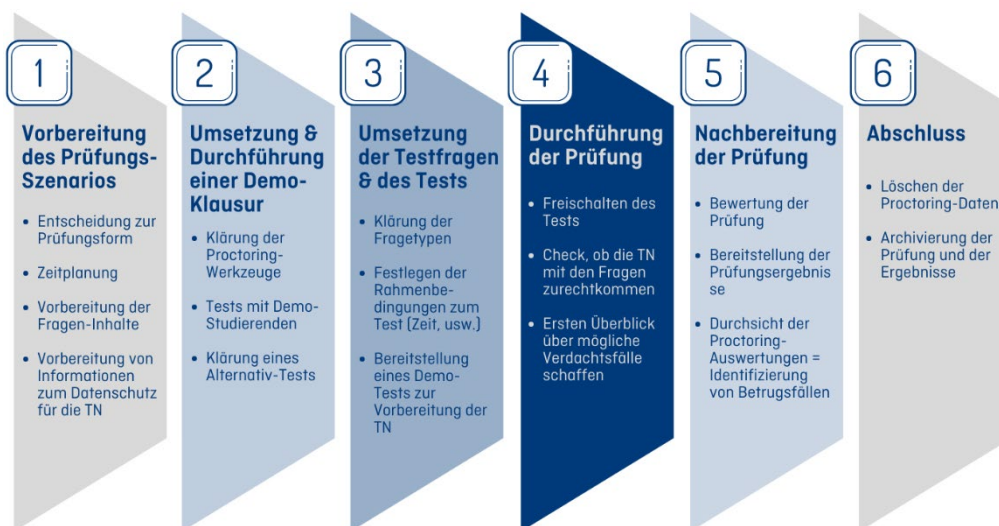 1
Vorbereitung
des Prüfungs-
Szenarios
• Entscheidung zur
Prüfungsform
• Zeitplanung
• Vorbereitung der
Fragen-Inhalte
• Vorbereitung von
Informationen
zum Datenschutz
für die TN
2
Umsetzung &
Durchführung
einer Demo-
Klausur
• Klärung der
Proctoring-
Werkzeuge
• Tests mit Demo-
Studierenden
• Klärung eines
Alternativ-Tests
3
Umsetzung
der Testfragen
& des Tests
• Klärung der
Fragetypen
• Festlegen der
Rahmenbe-
dingungen zum
Test (Zeit, usw.)
• Bereitstellung
eines Demo-
Tests zur
Vorbereitung der
TN
4
Durchführung
der Prüfung
• Freischalten des
Tests
• Check, ob die TN
mit den Fragen
zurechtkommen
• Ersten Überblick
über mögliche
Verdachtsfälle
schaffen
5
Nachbereitung
der Prüfung
• Bewertung der
Prüfung
• Bereitstellung der
Prüfungsergebnis
se
• Durchsicht der
Proctoring-
Auswertungen =
Identifizierung
von Betrugsfällen
6
Abschluss
• Löschen der
Proctoring-Daten
• Archivierung der
Prüfung und der
Ergebnisse